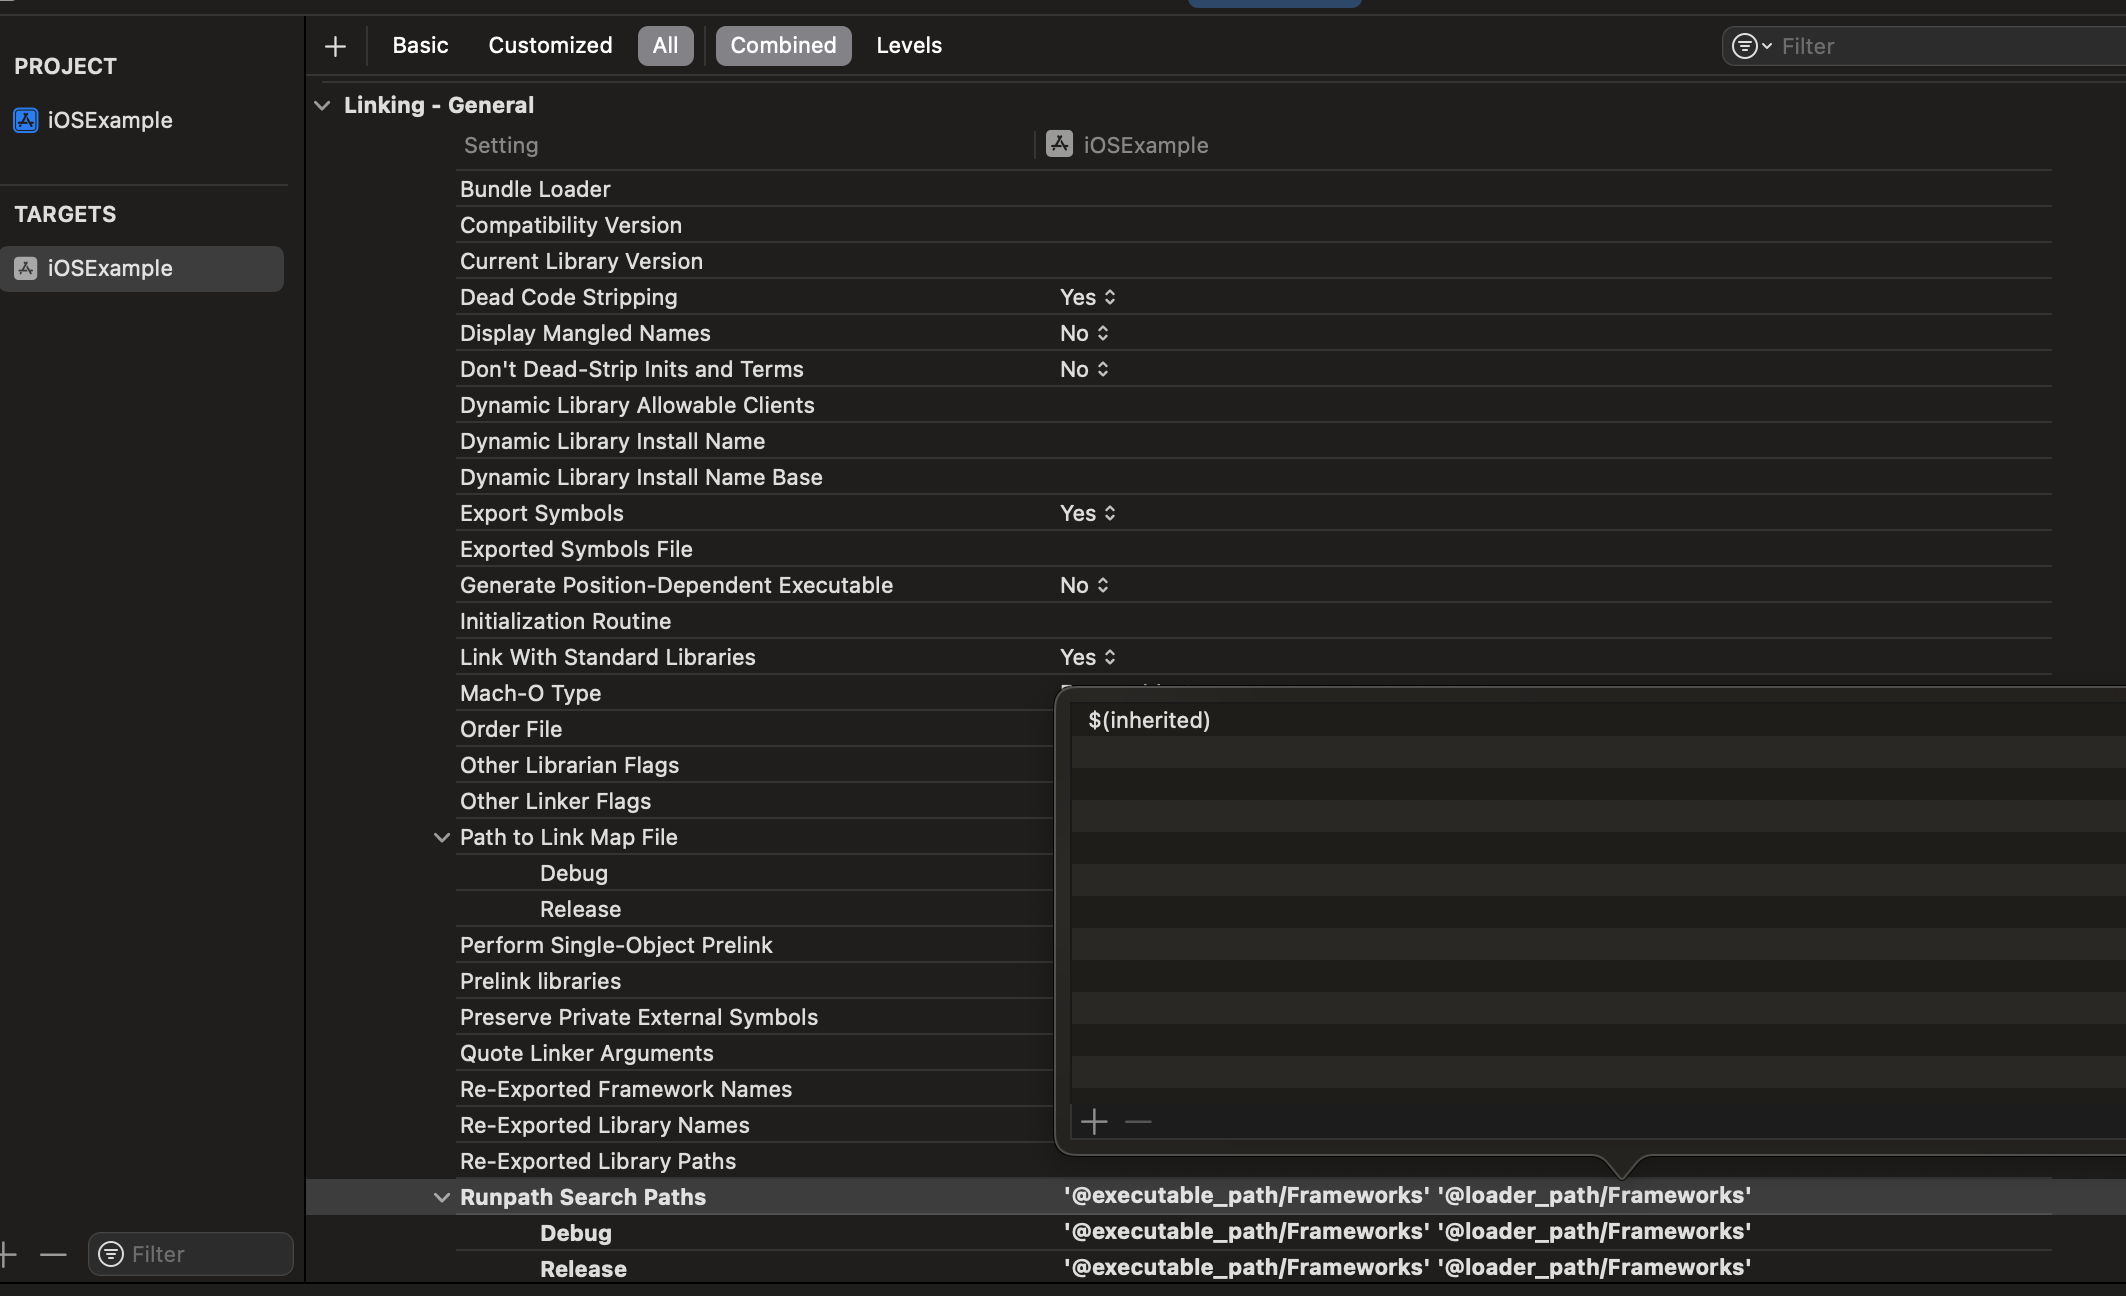 Basic Customized All Combined Levels Filter
PROJECT
iOSExample
TARGETS
iOSExample
Linking - General
Setting iOSExample
Bundle Loader
Compatibility Version
Current Library Version
Dead Code Stripping Yes
Display Mangled Names No
Don't Dead-Strip Inits and Terms No
Dynamic Library Allowable Clients
Dynamic Library Install Name
Dynamic Library Install Name Base
Export Symbols Yes
Exported Symbols File
Generate Position-Dependent Executable No
Initialization Routine
Link With Standard Libraries Yes
Mach-O Type
$(inherited)
Order File
Other Librarian Flags
Other Linker Flags
Path to Link Map File
Debug
Release
Perform Single-Object Prelink
Prelink libraries
Preserve Private External Symbols
Quote Linker Arguments
Re-Exported Framework Names
Re-Exported Library Names
Re-Exported Library Paths
Runpath Search Paths '@executable_path/Frameworks' '@loader_path/Frameworks'
Debug '@executable_path/Frameworks' '@loader_path/Frameworks'
Release '@executable_path/Frameworks' '@loader_path/Frameworks'
Filter